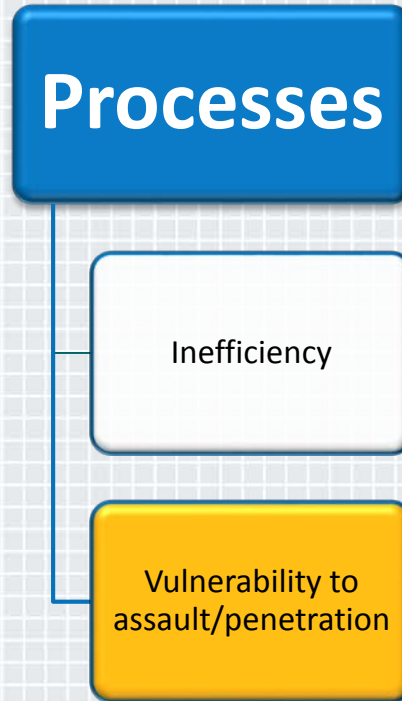 Processes
Inefficiency
Vulnerability to
assault/penetration